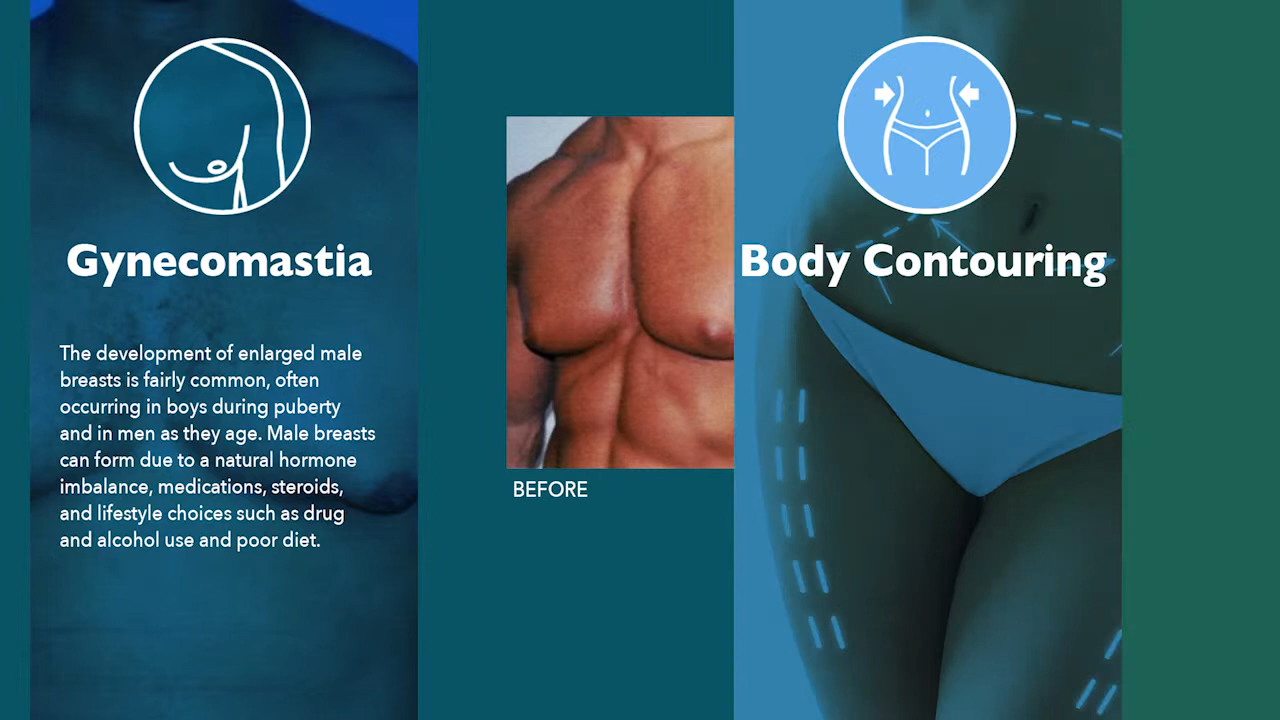 Gynecomastia
The development of enlarged male
breasts is fairly common, often
occurring in boys during puberty
and in men as they age. Male breasts
can form due to a natural hormone
imbalance, medications, steroids,
and lifestyle choices such as drug
and alcohol use and poor diet.
BEFORE
Body Contouring